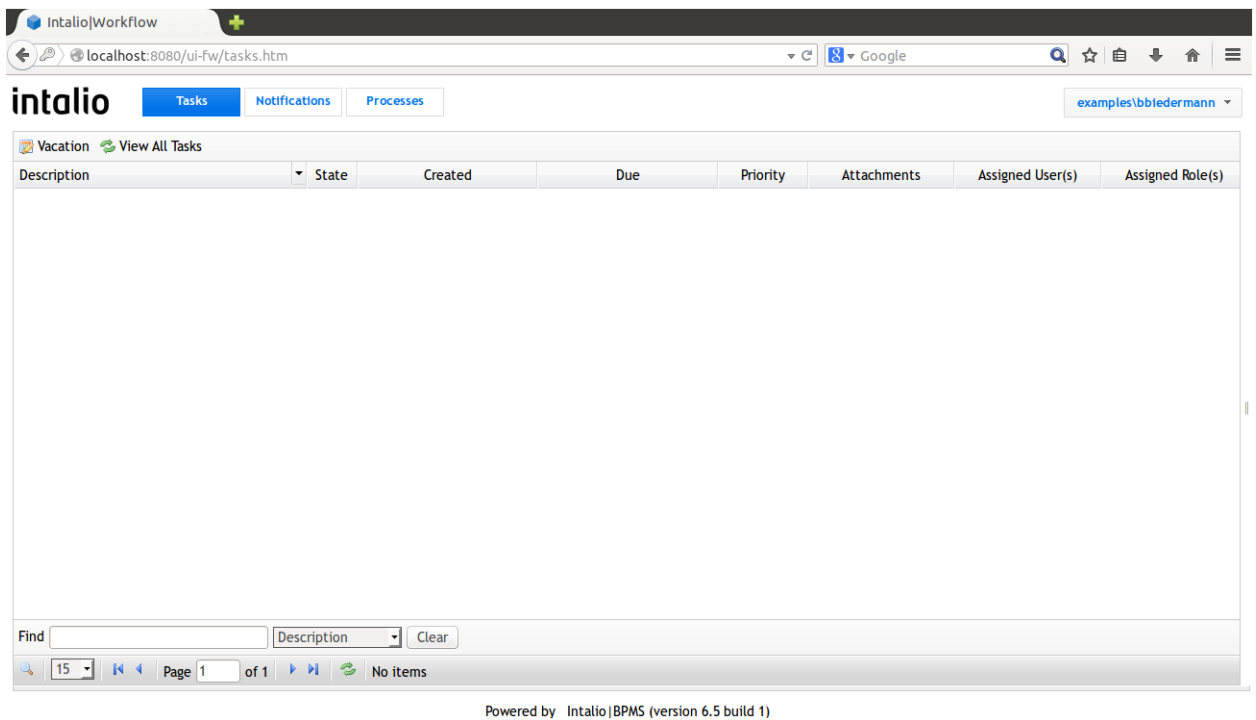 Intalio|Workflow
localhost:8080/ui-fw/tasks.htm
Google
intalio
Tasks
Notifications
Processes
examples\bbiedermann
Vacation
View All Tasks
Description State Created Due Priority Attachments Assigned User(s) Assigned Role(s)
Find
Description
Clear
15
Page 1 of 1
No items
Powered by Intalio|BPMS (version 6.5 build 1)